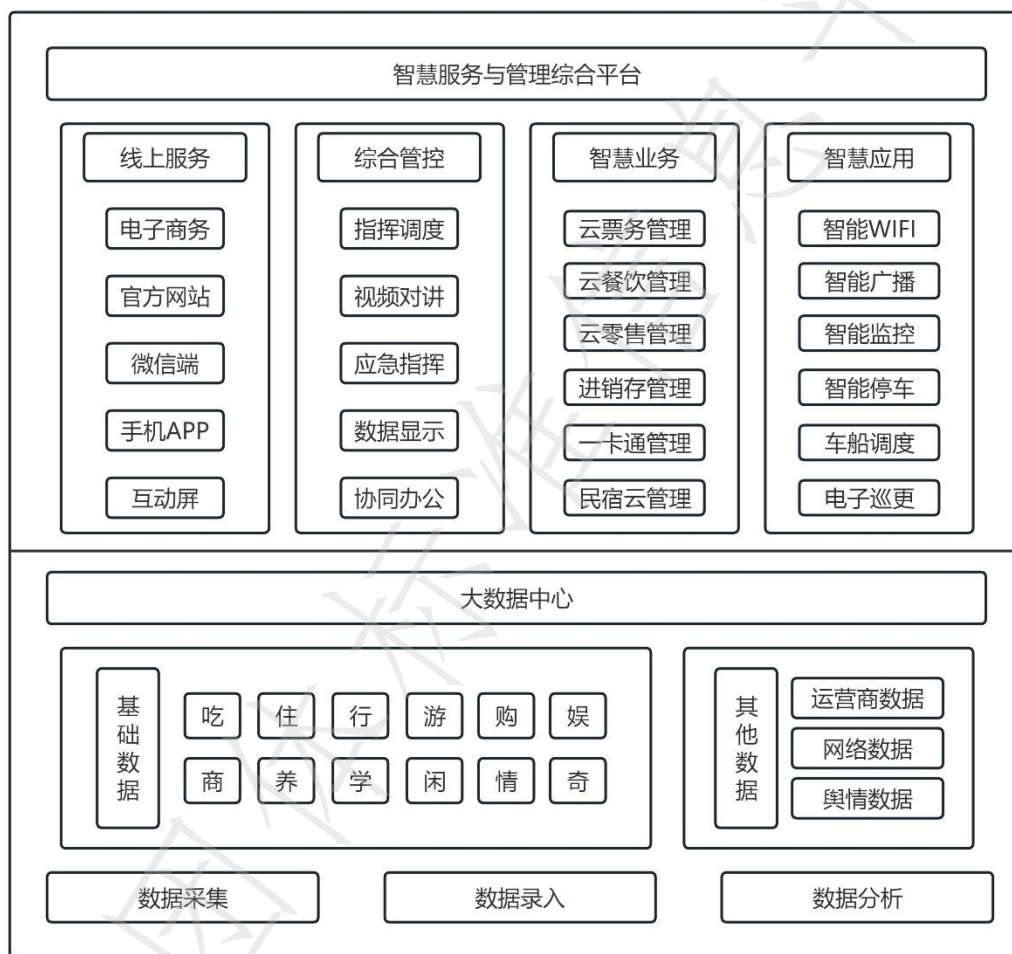 智慧服务与管理综合平台
线上服务
电子商务
官方网站
微信端
手机APP
互动屏
综合管控
指挥调度
视频对讲
应急指挥
数据显示
协同办公
智慧业务
云票务管理
云餐饮管理
云零售管理
进销存管理
一卡通管理
民宿云管理
智慧应用
智能WIFI
智能广播
智能监控
智能停车
车船调度
电子巡更
大数据中心
基础数据
吃 住 行 游 购 娱
商 养 学 闲 情 奇
其他数据
运营商数据
网络数据
舆情数据
数据采集
数据录入
数据分析